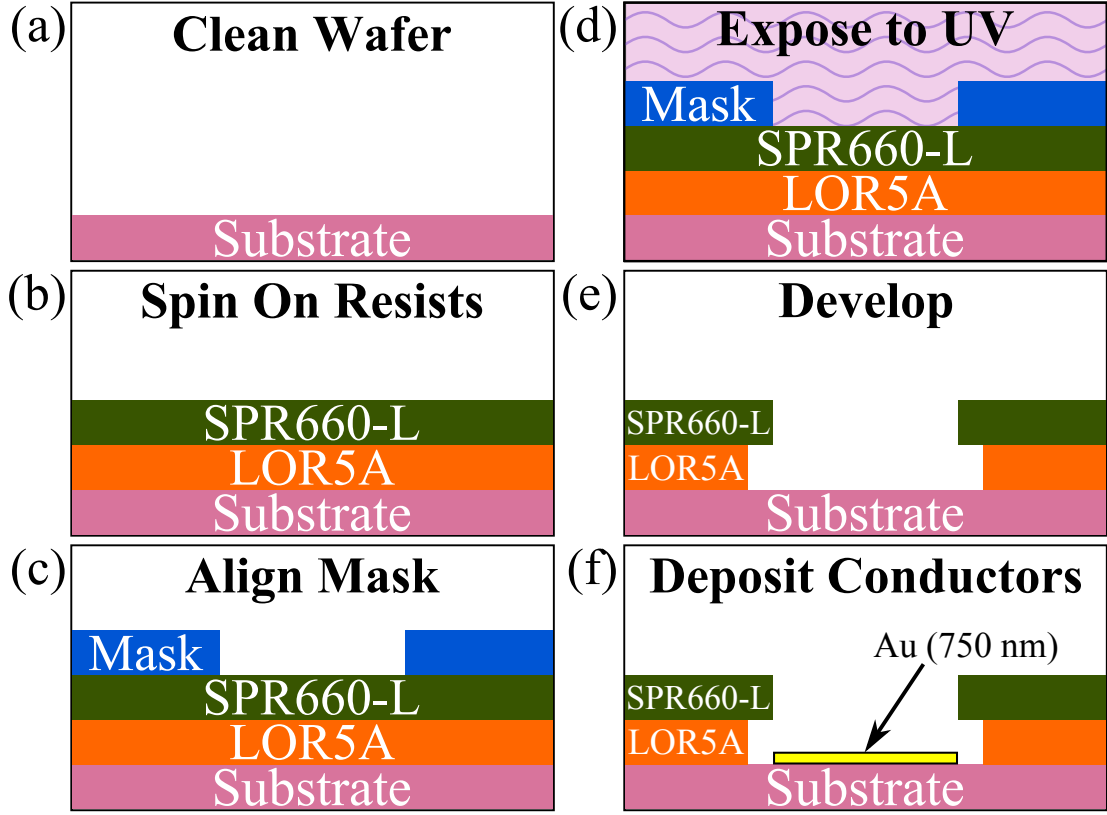 (a)
Clean Wafer
Substrate
(b)
Spin On Resists
SPR660-L
LOR5A
Substrate
(c)
Align Mask
Mask
SPR660-L
LOR5A
Substrate
(d)
Expose to UV
Mask
SPR660-L
LOR5A
Substrate
(e)
Develop
SPR660-L
LOR5A
Substrate
(f)
Deposit Conductors
Au (750 nm)
SPR660-L
LOR5A
Substrate